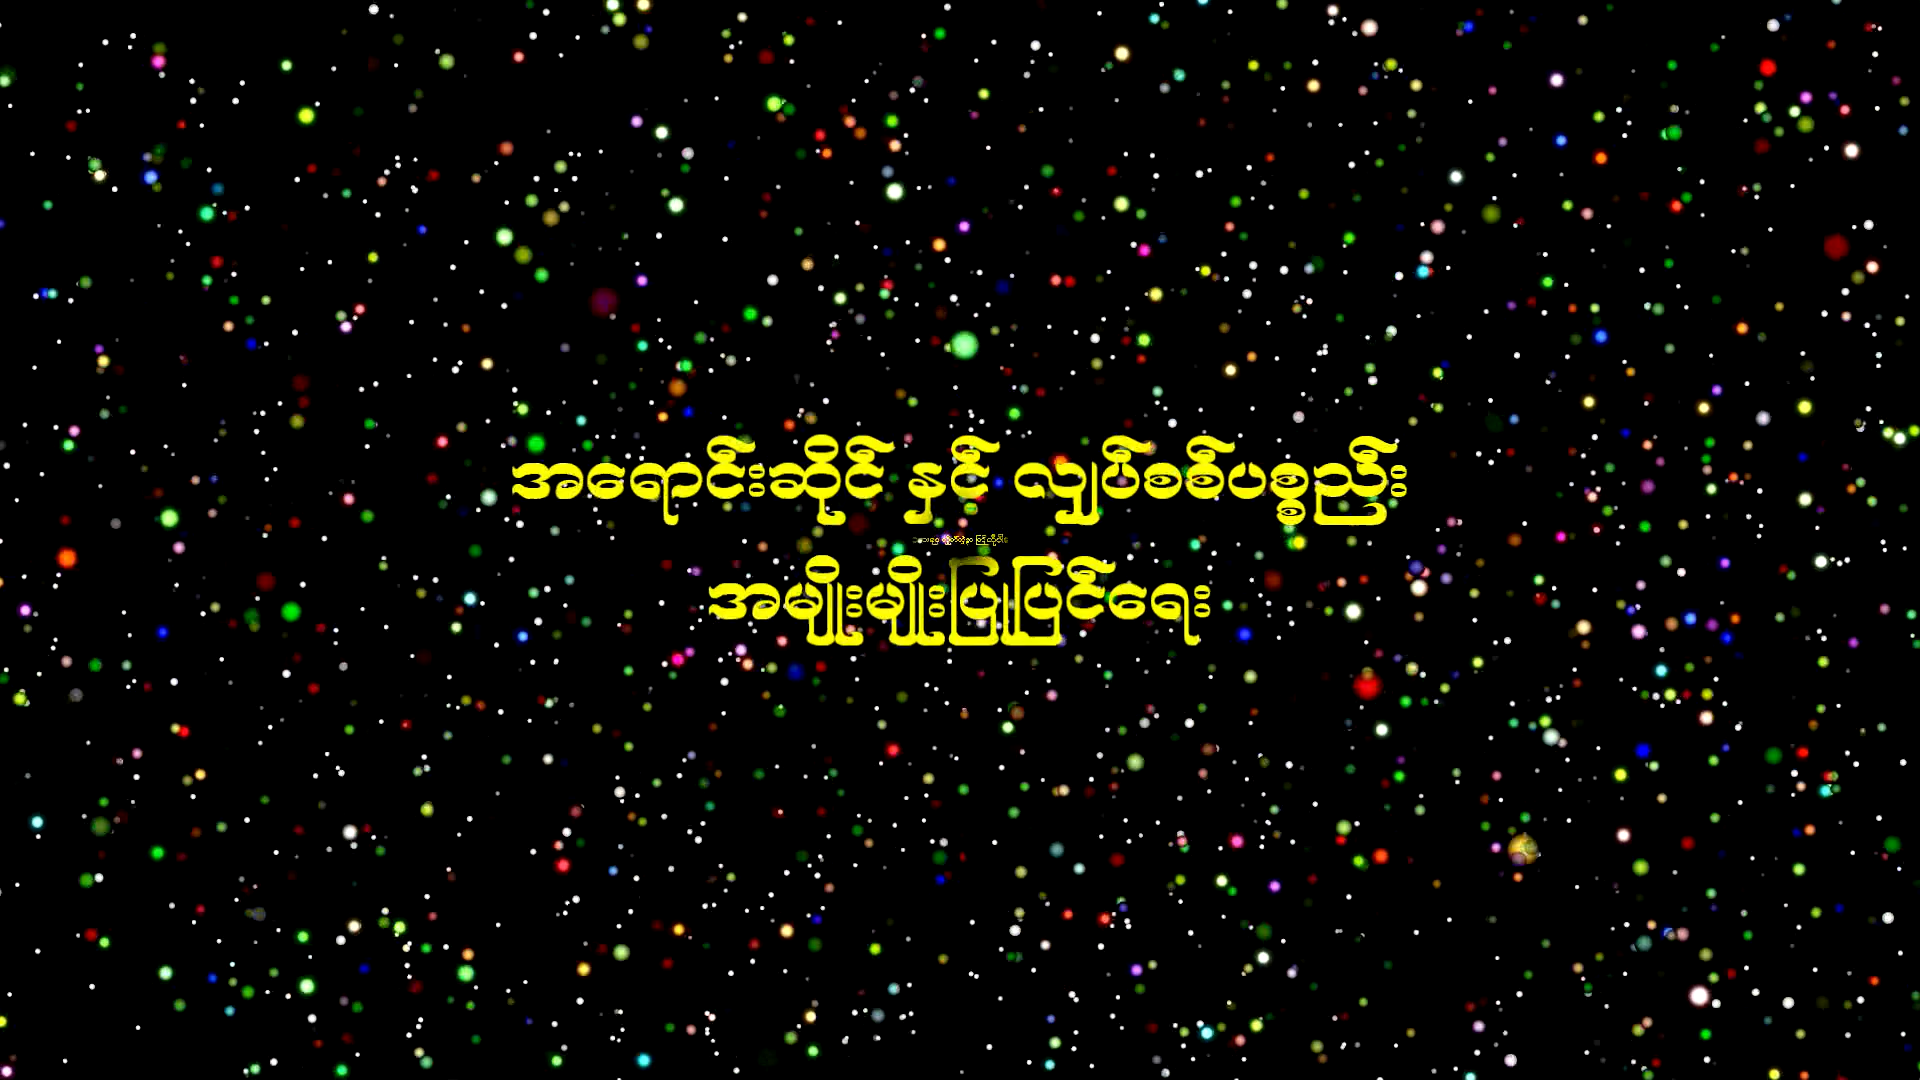 အရောင်းဆိုင် နှင့် လျှပ်စစ်ပစ္စည်း
အမျိုးမျိုးပြုပြင်ရေး